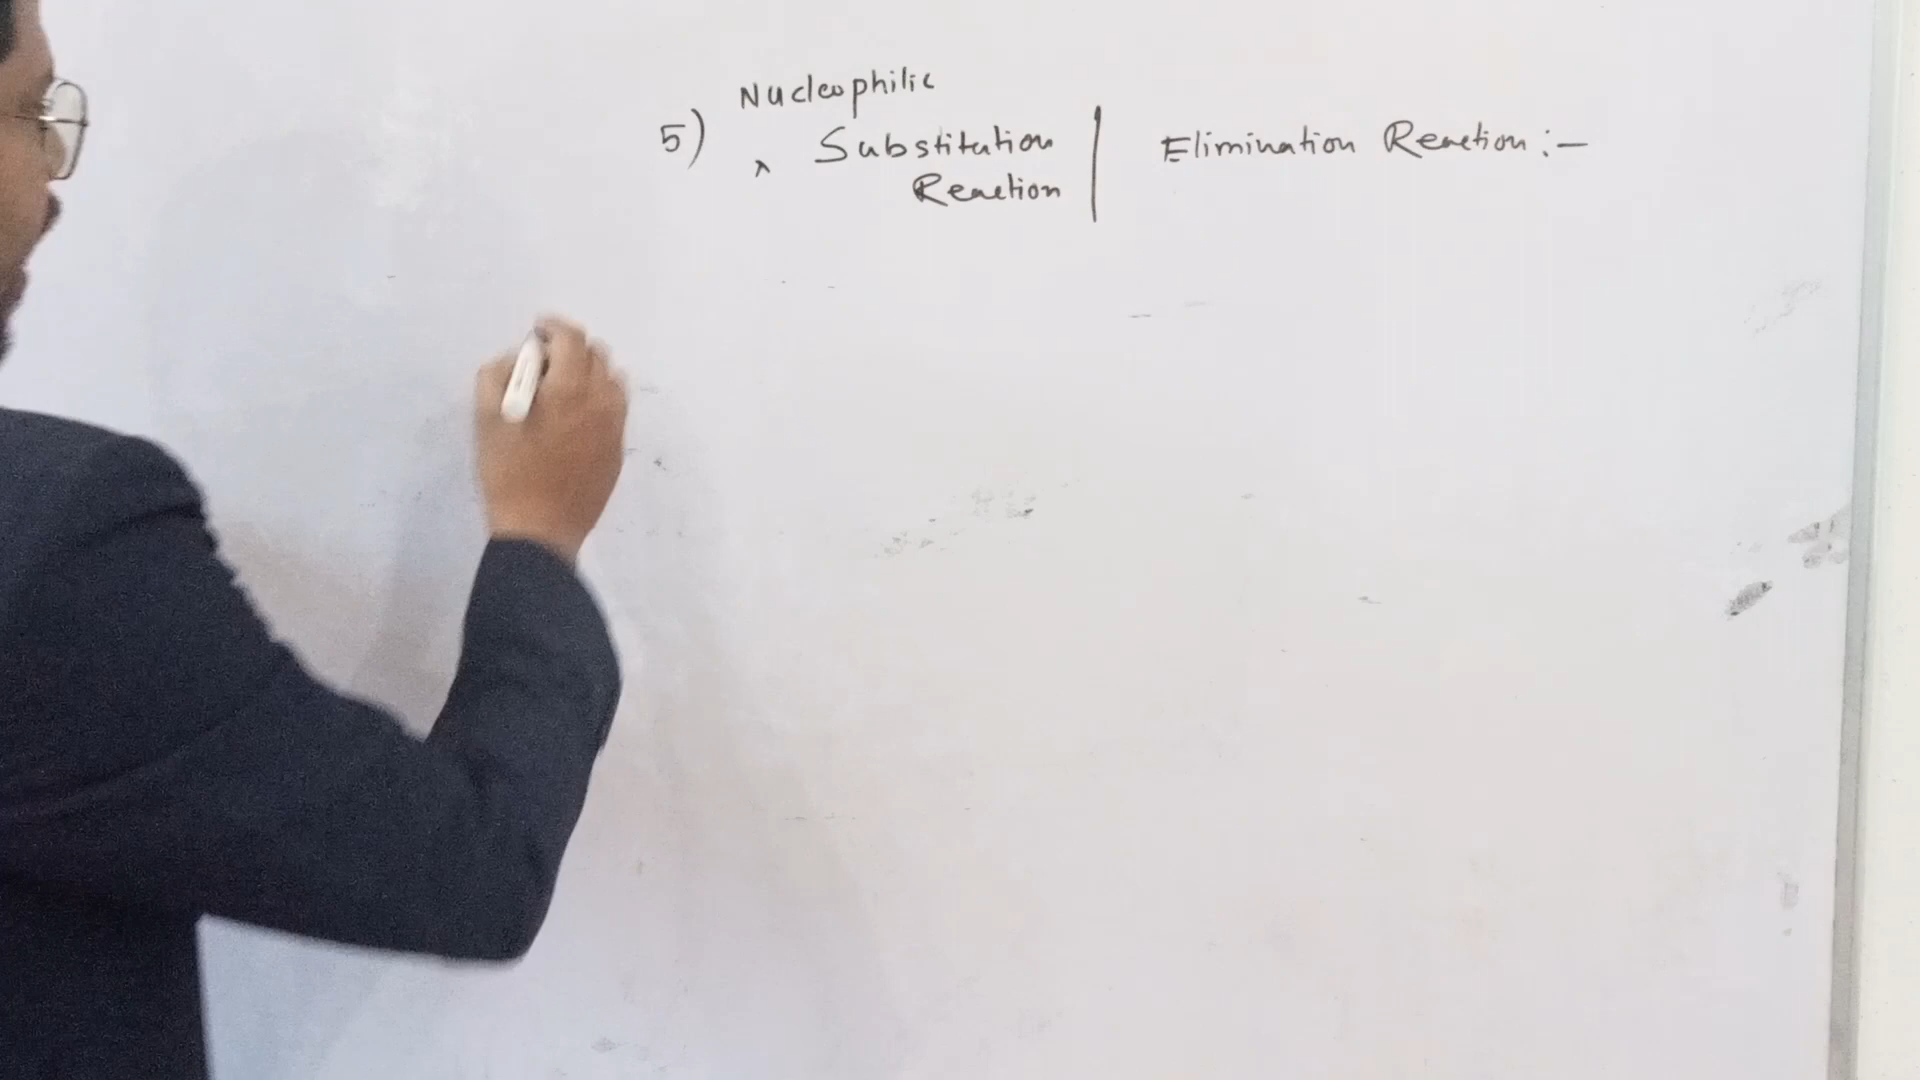 Nucleophilic
5) ^ Substitution | Elimination Reaction :-
Reaction